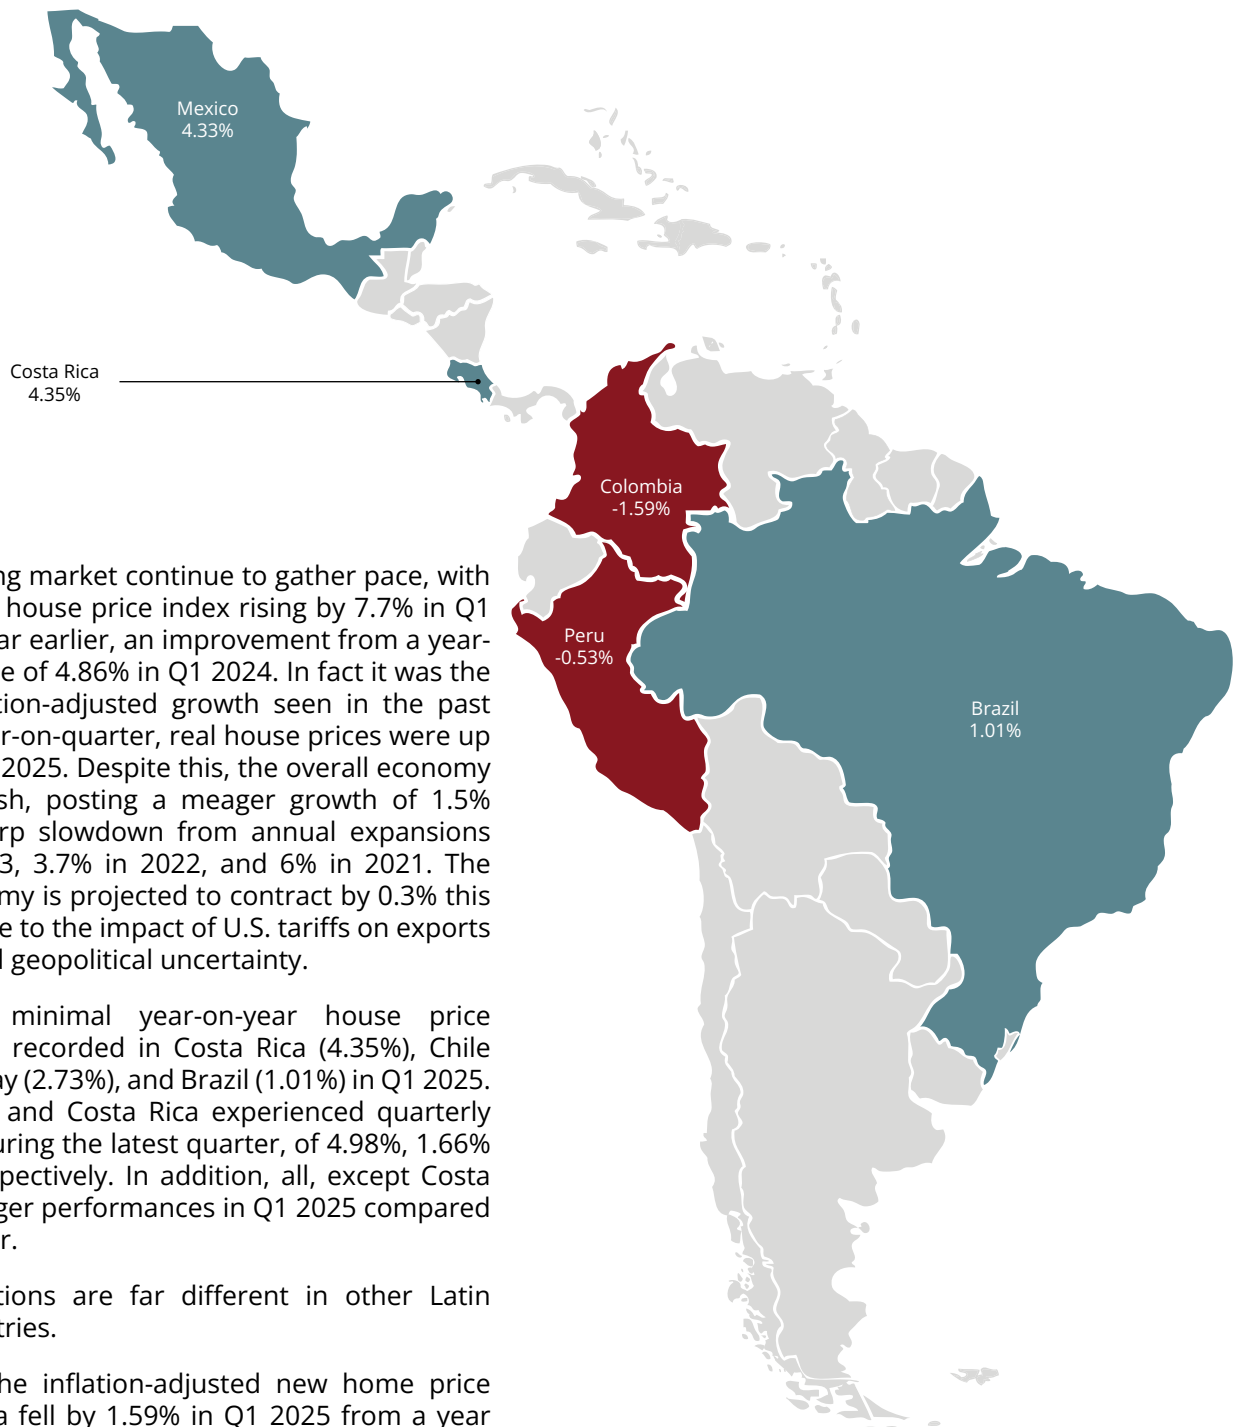 Mexico
4.33%
Costa Rica
4.35%
Colombia
-1.59%
Peru
-0.53%
Brazil
1.01%
ng market continue to gather pace, with
house price index rising by 7.7% in Q1
ar earlier, an improvement from a year-
e of 4.86% in Q1 2024. In fact it was the
tion-adjusted growth seen in the past
r-on-quarter, real house prices were up
2025. Despite this, the overall economy
sh, posting a meager growth of 1.5%
rp slowdown from annual expansions
3, 3.7% in 2022, and 6% in 2021. The
my is projected to contract by 0.3% this
e to the impact of U.S. tariffs on exports
l geopolitical uncertainty.
minimal year-on-year house price
recorded in Costa Rica (4.35%), Chile
ay (2.73%), and Brazil (1.01%) in Q1 2025.
and Costa Rica experienced quarterly
uring the latest quarter, of 4.98%, 1.66%
pectively. In addition, all, except Costa
ger performances in Q1 2025 compared
r.
tions are far different in other Latin
tries.
he inflation-adjusted new home price
a fell by 1.59% in Q1 2025 from a year